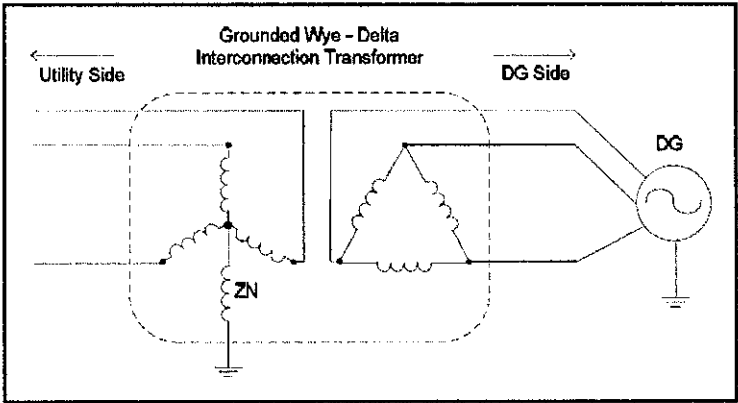 Grounded Wye - Delta
Interconnection Transformer
Utility Side
DG Side
DG
ZN